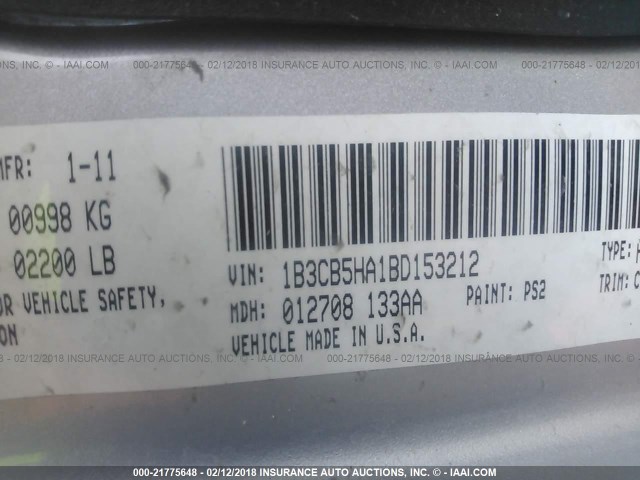 INSURANCE AUTO AUCTIONS, INC. - IAAI.COM 000-21775648 - 02/12/2018 INSURANCE AUTO AUCTIONS, INC. - IAAI.COM
MFR: 1-11
00998 KG
02200 LB
OR VEHICLE SAFETY,
ON
VIN: 1B3CB5HA1BD153212
TYPE:
MDH: 012708 133AA PAINT: PS2 TRIM: C
VEHICLE MADE IN U.S.A.
000-21775648 - 02/12/2018 INSURANCE AUTO AUCTIONS, INC. - IAAI.COM 000-21775648 - 02/12/2018
000-21775648 - 02/12/2018 INSURANCE AUTO AUCTIONS, INC. - IAAI.COM